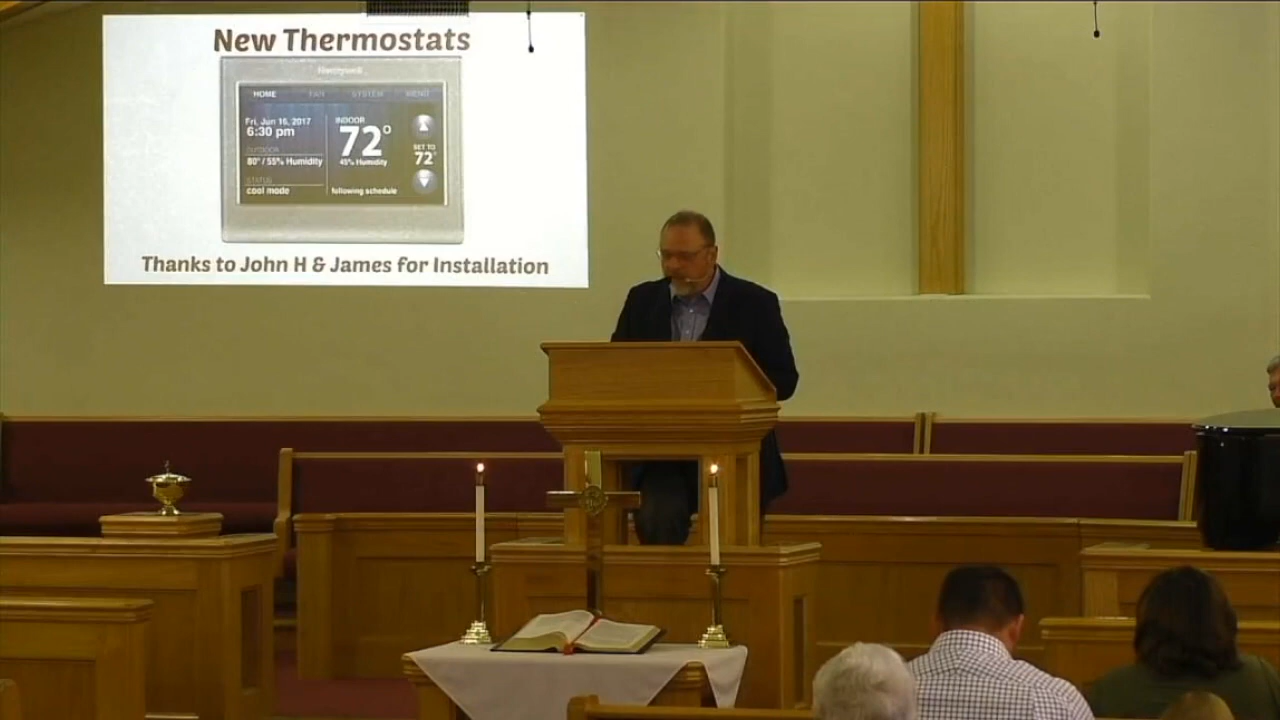 New Thermostats
Honeywell
HOME FAN SYSTEM MENU
Fri, Jun 16, 2017
6:30 pm
OUTDOOR
80° / 55% Humidity
STATUS
cool mode
INDOOR
72°
45% Humidity
following schedule
SET TO
72°
Thanks to John H & James for Installation